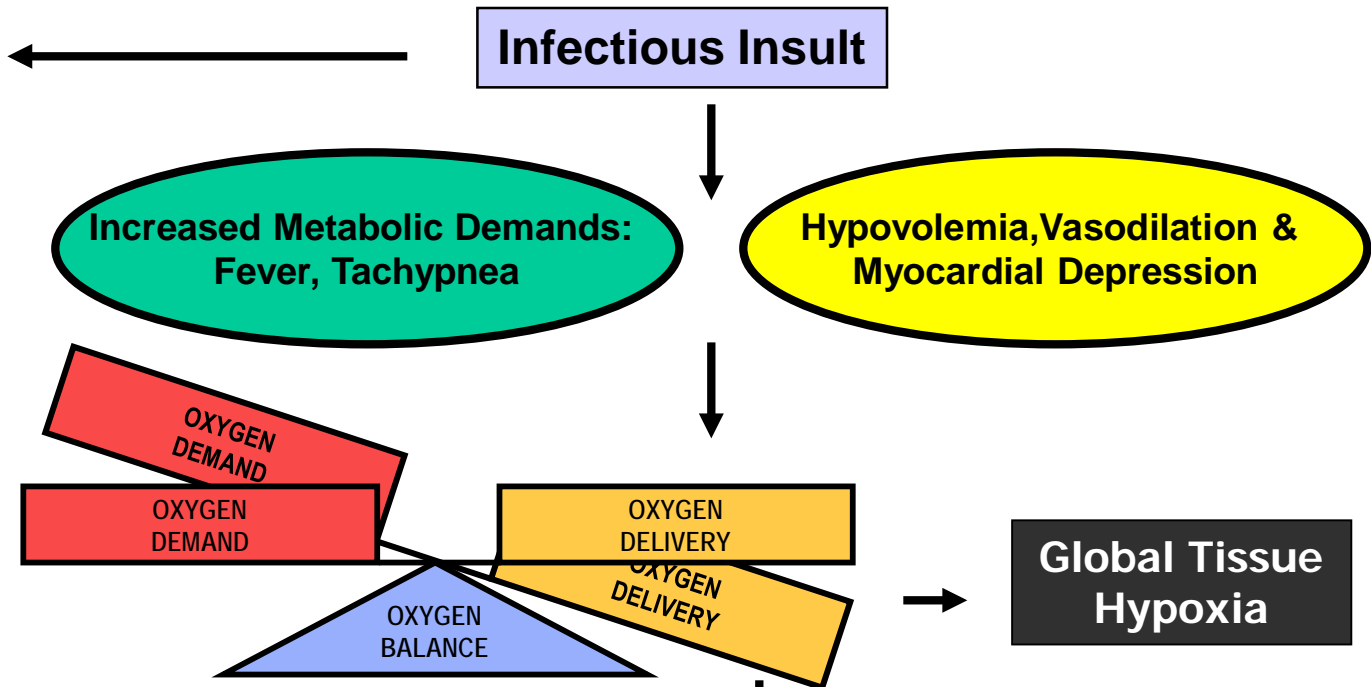 Infectious Insult
Increased Metabolic Demands:
Fever, Tachypnea
Hypovolemia,Vasodilation &
Myocardial Depression
OXYGEN
DEMAND
OXYGEN
DEMAND
OXYGEN
DELIVERY
OXYGEN
DELIVERY
OXYGEN
BALANCE
Global Tissue
Hypoxia